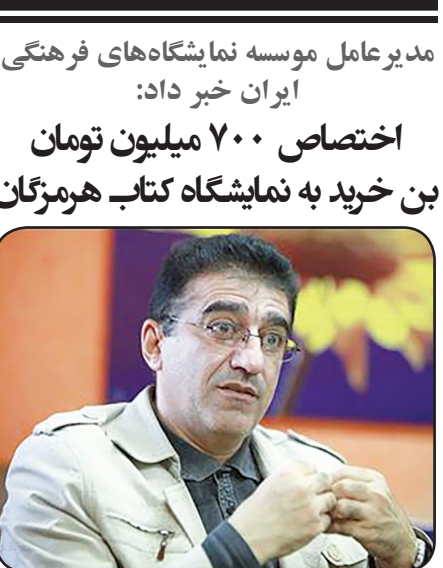 مدیرعامل موسسه نمایشگاه‌های فرهنگی
ایران خبر داد:
اختصاص ۷۰۰ میلیون تومان
بن خرید به نمایشگاه کتاب هرمزگان